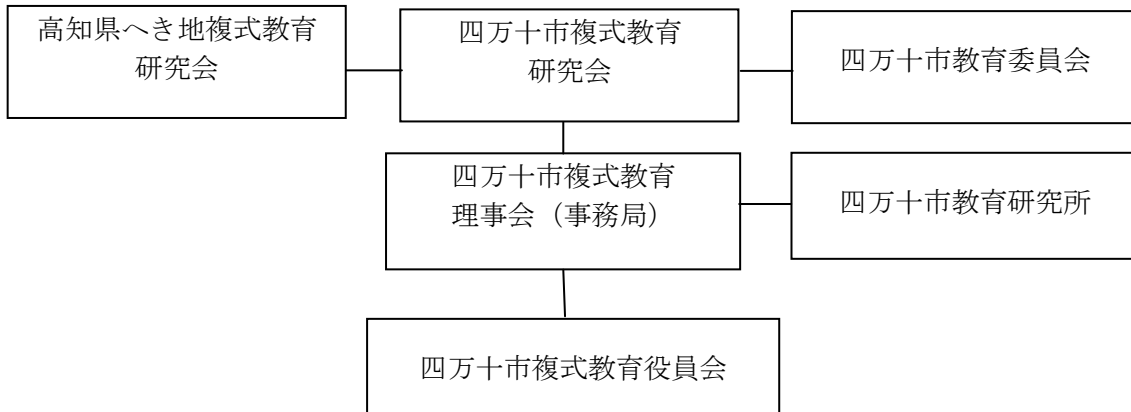 高知県へき地複式教育
研究会
四万十市複式教育
研究会
四万十市教育委員会
四万十市複式教育
理事会（事務局）
四万十市教育研究所
四万十市複式教育役員会